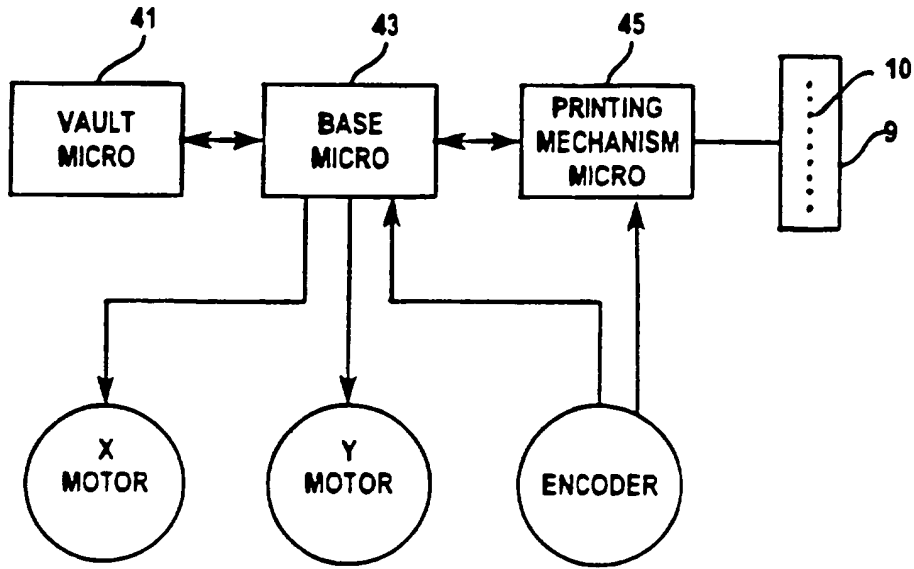 41
43
45
10
9
VAULT
MICRO
BASE
MICRO
PRINTING
MECHANISM
MICRO
X
MOTOR
Y
MOTOR
ENCODER